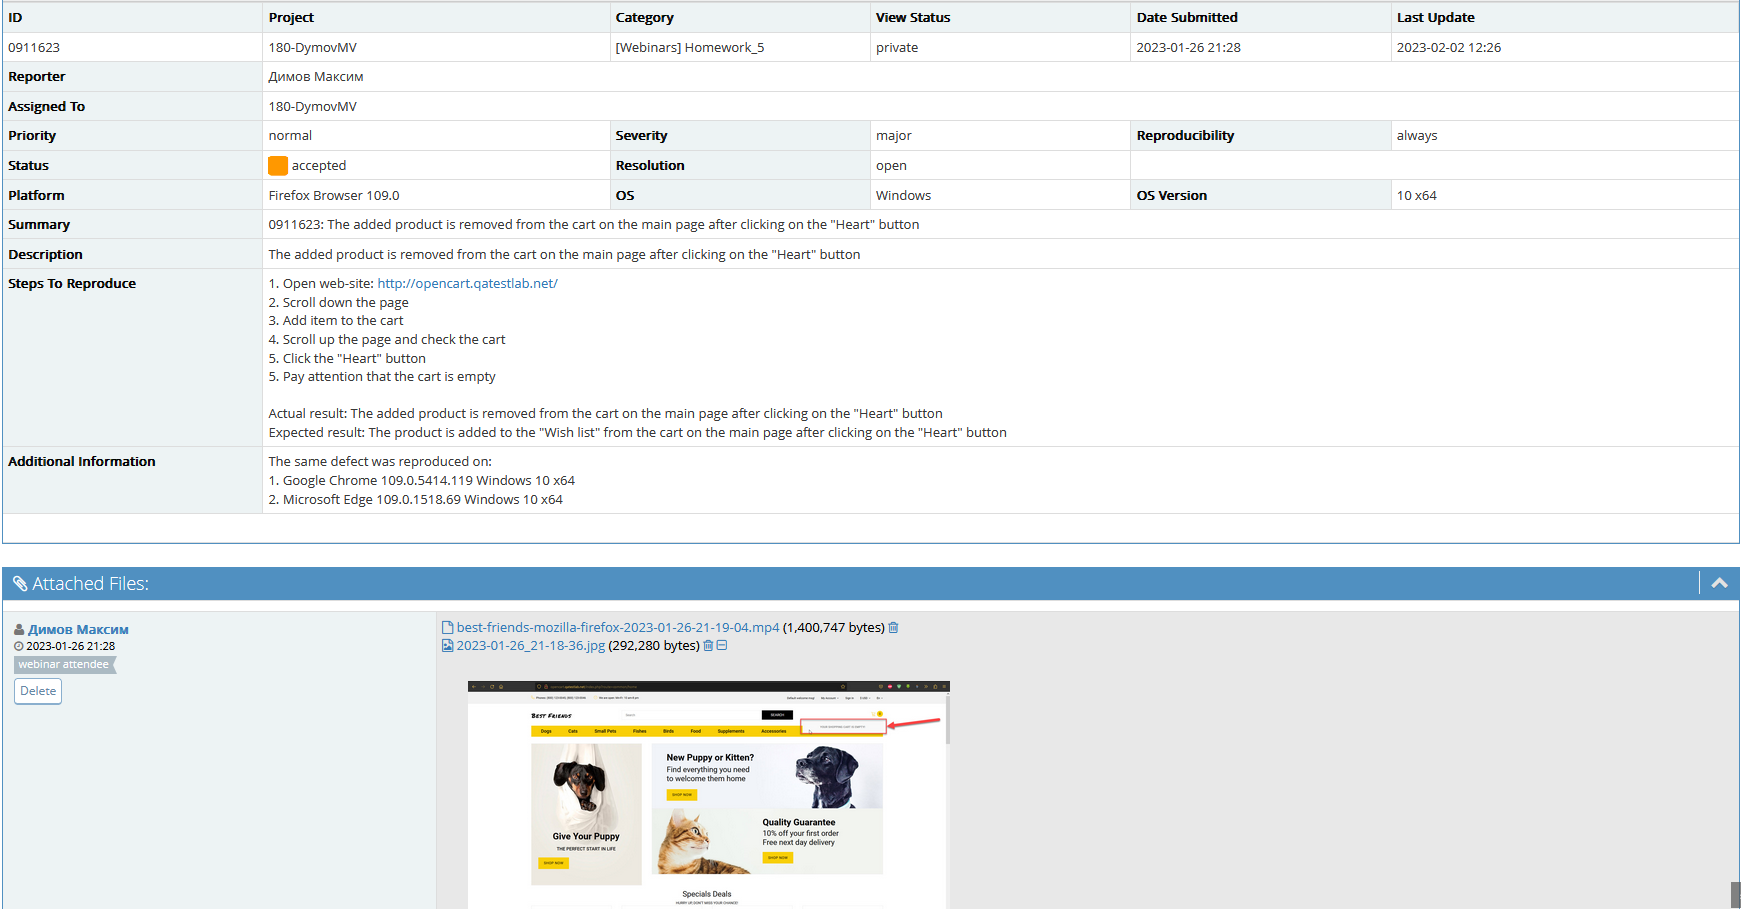 ID Project Category View Status Date Submitted Last Update
0911623 180-DymovMV [Webinars] Homework_5 private 2023-01-26 21:28 2023-02-02 12:26
Reporter Димов Максим
Assigned To 180-DymovMV
Priority normal Severity major Reproducibility always
Status accepted Resolution open
Platform Firefox Browser 109.0 OS Windows OS Version 10 x64
Summary 0911623: The added product is removed from the cart on the main page after clicking on the "Heart" button
Description The added product is removed from the cart on the main page after clicking on the "Heart" button
Steps To Reproduce 1. Open web-site: http://opencart.qatestlab.net/
2. Scroll down the page
3. Add item to the cart
4. Scroll up the page and check the cart
5. Click the "Heart" button
5. Pay attention that the cart is empty
Actual result: The added product is removed from the cart on the main page after clicking on the "Heart" button
Expected result: The product is added to the "Wish list" from the cart on the main page after clicking on the "Heart" button
Additional Information The same defect was reproduced on:
1. Google Chrome 109.0.5414.119 Windows 10 x64
2. Microsoft Edge 109.0.1518.69 Windows 10 x64
Attached Files:
Димов Максим
2023-01-26 21:28
webinar attendee
Delete
best-friends-mozilla-firefox-2023-01-26-21-19-04.mp4 (1,400,747 bytes)
2023-01-26_21-18-36.jpg (292,280 bytes)
BEST FRIENDS SEARCH
Dogs Cats Small Pets Fishes Birds Food Supplements Accessories
New Puppy or Kitten?
Find everything you need
to welcome them home
SHOP NOW
Give Your Puppy
THE PERFECT START IN LIFE
SHOP NOW
Quality Guarantee
10% off your first order
Free next day delivery
SHOP NOW
Specials Deals
HURRY UP, DON'T MISS YOUR CHANCE!